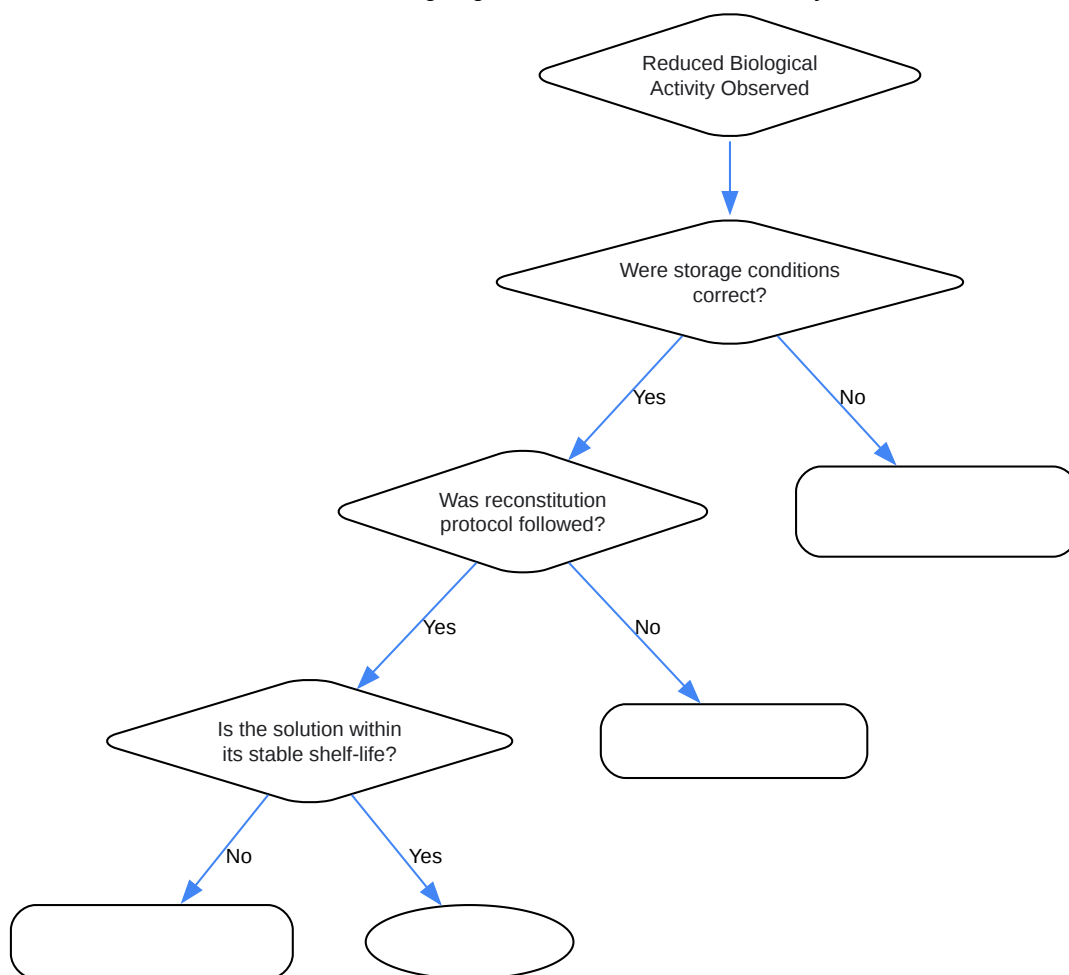 Reduced Biological
Activity Observed
Were storage conditions
correct?
Yes
No
Was reconstitution
protocol followed?
Yes
No
Is the solution within
its stable shelf-life?
No
Yes